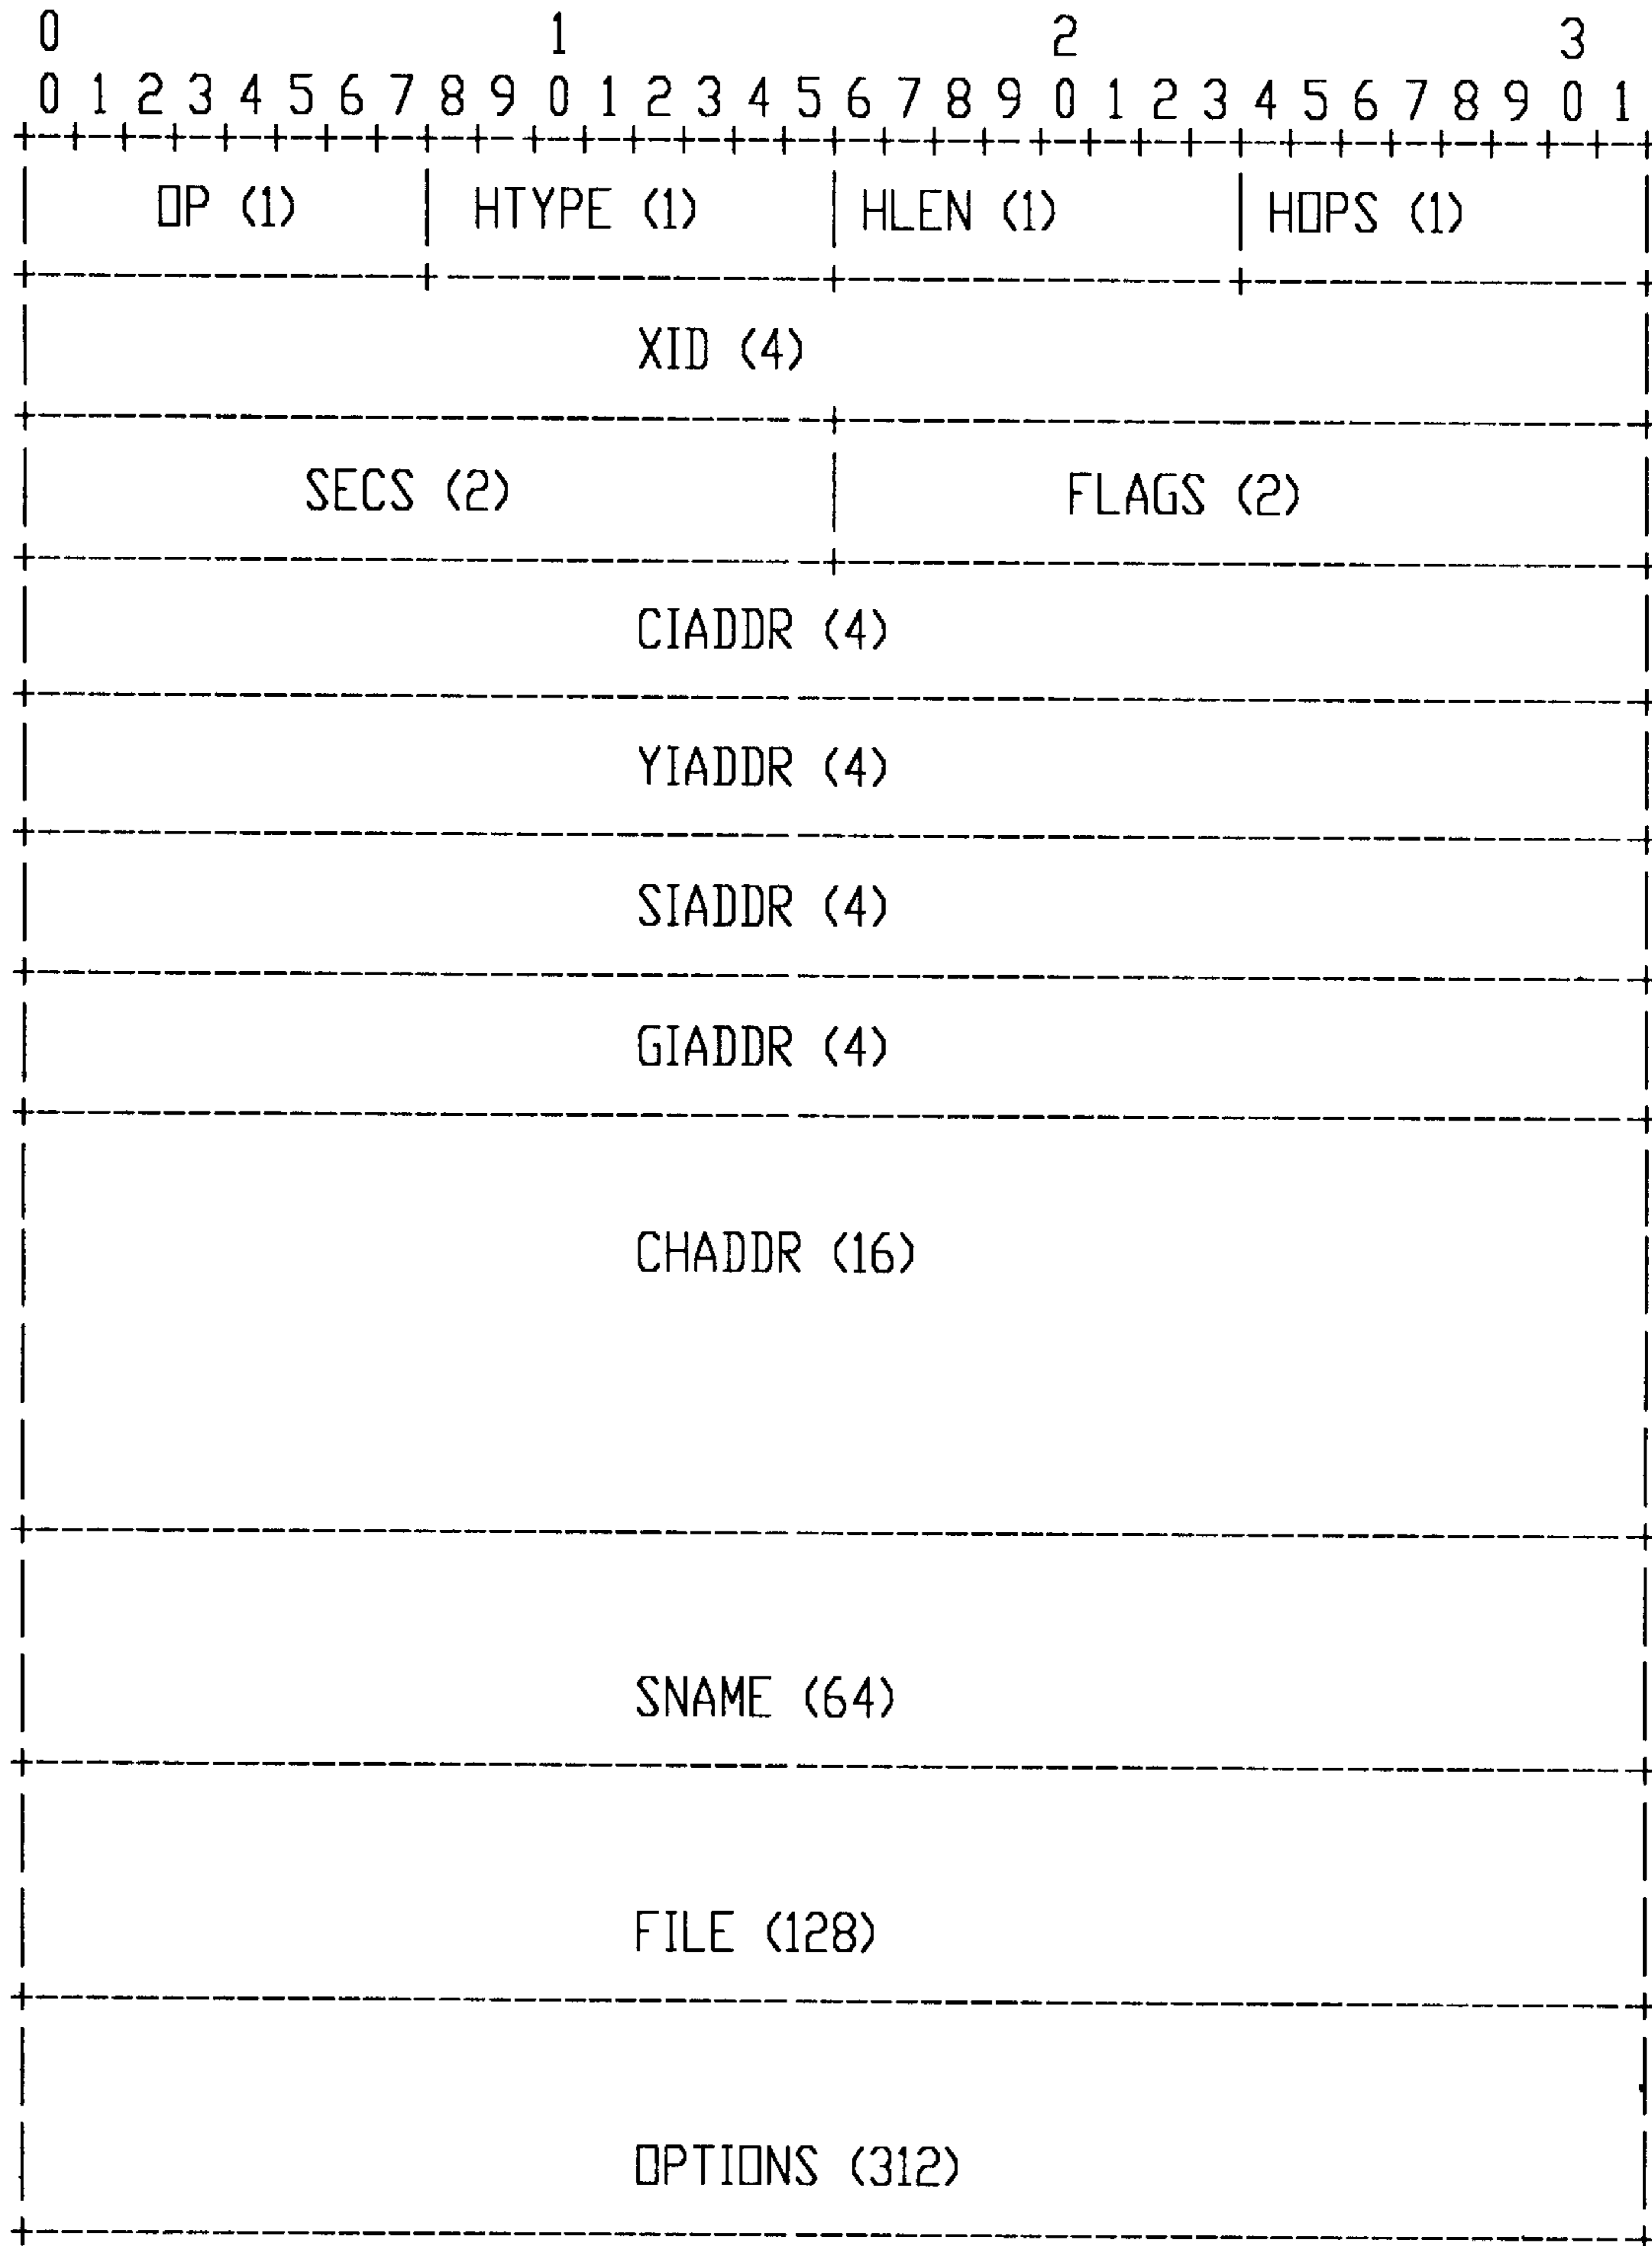 0 1 2 3
0 1 2 3 4 5 6 7 8 9 0 1 2 3 4 5 6 7 8 9 0 1 2 3 4 5 6 7 8 9 0 1
OP (1) HTYPE (1) HLEN (1) HOPS (1)
XID (4)
SECS (2) FLAGS (2)
CIADDR (4)
YIADDR (4)
SIADDR (4)
GIADDR (4)
CHADDR (16)
SNAME (64)
FILE (128)
OPTIONS (312)